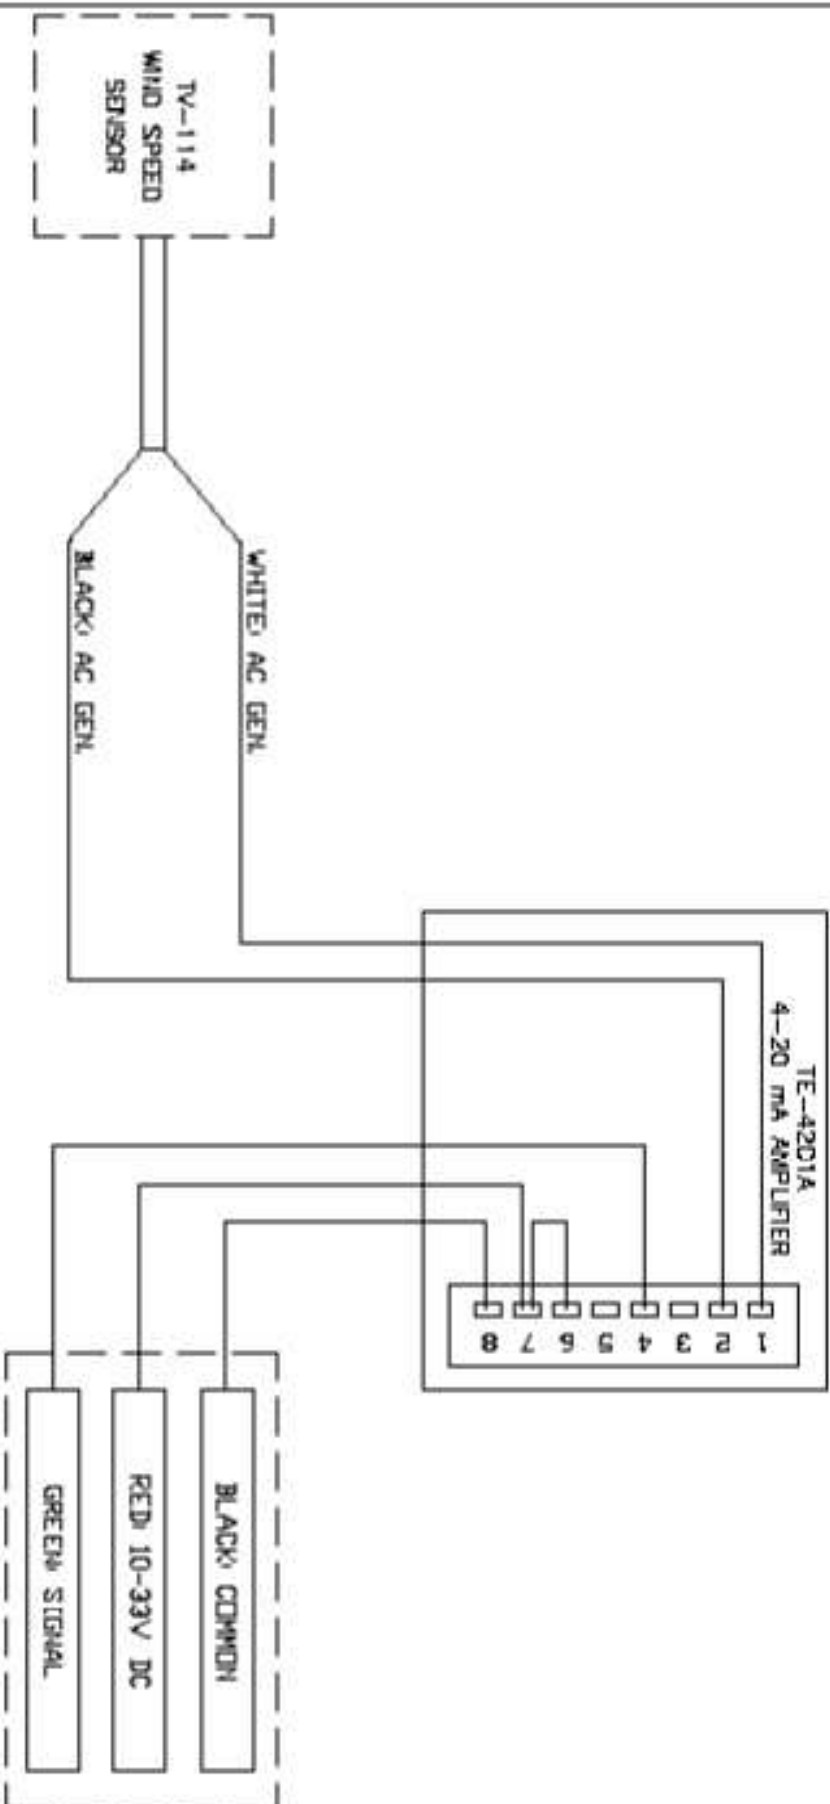 TV-114
WIND SPEED
SENSOR
WHITE: AC GEN.
BLACK: AC GEN.
TE-4201A
4-20 mA AMPLIFIER
1
2
3
4
5
6
7
8
BLACK: COMMON
RED: 10-33V DC
GREEN: SIGNAL